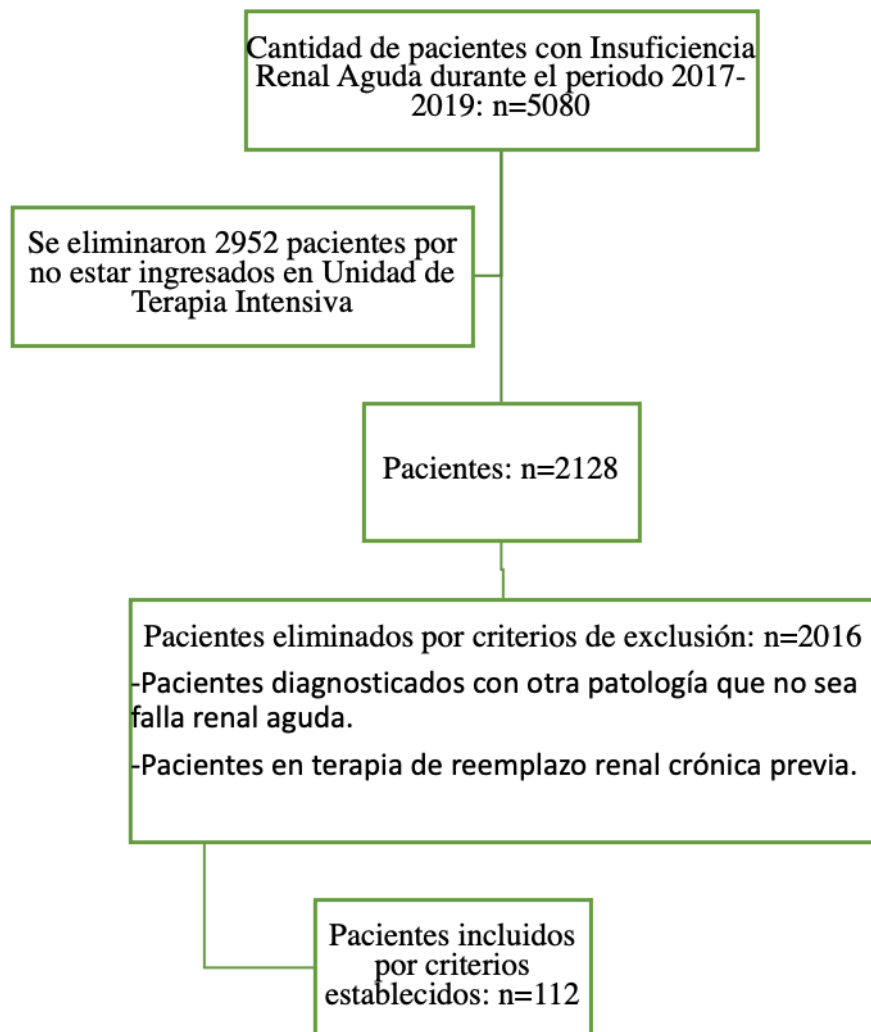 Cantidad de pacientes con Insuficiencia
Renal Aguda durante el periodo 2017-
2019: n=5080
Se eliminaron 2952 pacientes por
no estar ingresados en Unidad de
Terapia Intensiva
Pacientes: n=2128
Pacientes eliminados por criterios de exclusión: n=2016
-Pacientes diagnosticados con otra patología que no sea
falla renal aguda.
-Pacientes en terapia de reemplazo renal crónica previa.
Pacientes incluidos
por criterios
establecidos: n=112